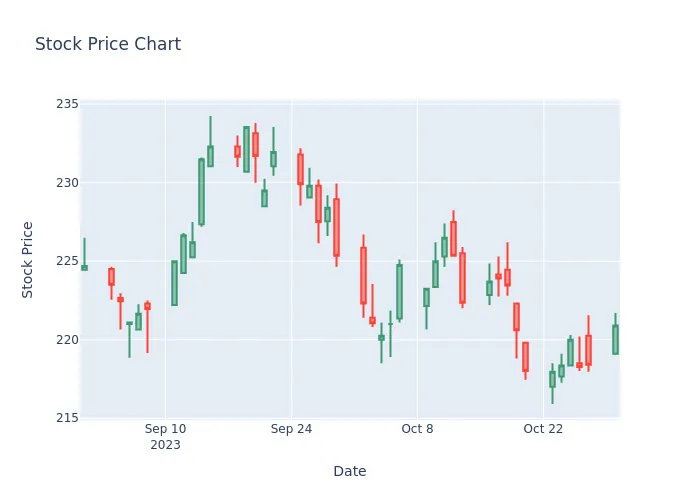 Stock Price Chart
235
230
225
220
215
Stock Price
Sep 10
2023
Sep 24
Oct 8
Oct 22
Date